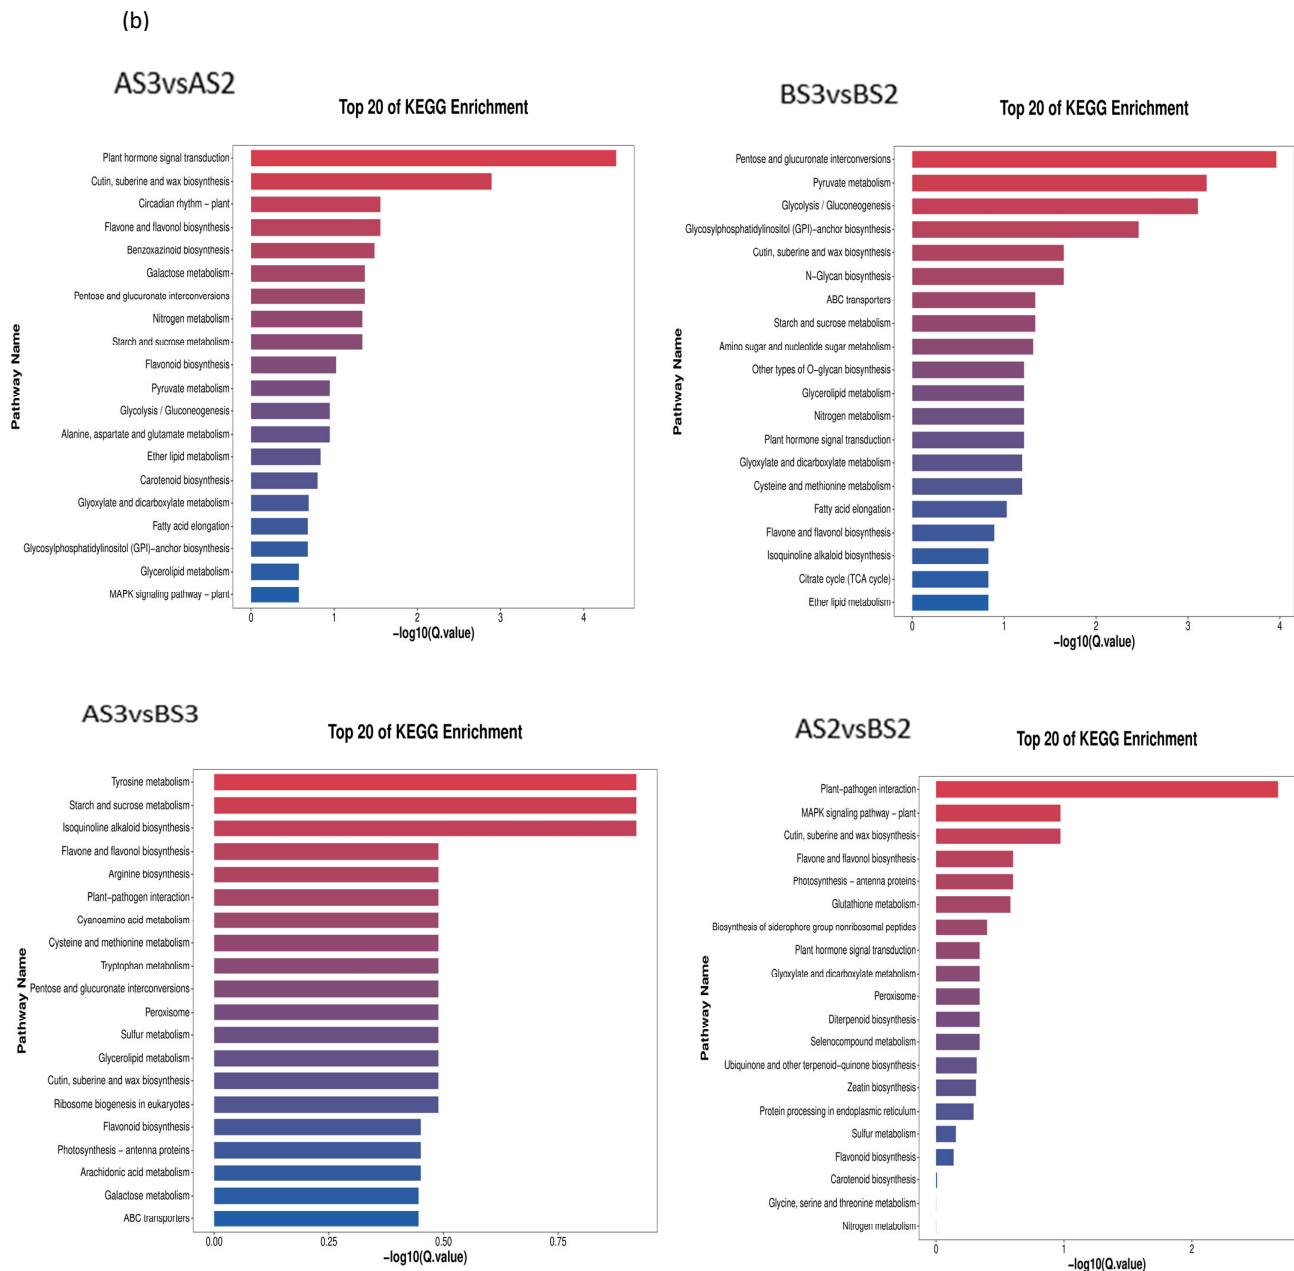 (b)
AS3vsAS2
Top 20 of KEGG Enrichment
Pathway Name
Plant hormone signal transduction
Cutin, suberine and wax biosynthesis
Circadian rhythm − plant
Flavone and flavonol biosynthesis
Benzoxazinoid biosynthesis
Galactose metabolism
Pentose and glucuronate interconversions
Nitrogen metabolism
Starch and sucrose metabolism
Flavonoid biosynthesis
Pyruvate metabolism
Glycolysis / Gluconeogenesis
Alanine, aspartate and glutamate metabolism
Ether lipid metabolism
Carotenoid biosynthesis
Glyoxylate and dicarboxylate metabolism
Fatty acid elongation
Glycosylphosphatidylinositol (GPI)−anchor biosynthesis
Glycerolipid metabolism
MAPK signaling pathway − plant
0 1 2 3 4
−log10(Q.value)
BS3vsBS2
Top 20 of KEGG Enrichment
Pathway Name
Pentose and glucuronate interconversions
Pyruvate metabolism
Glycolysis / Gluconeogenesis
Glycosylphosphatidylinositol (GPI)−anchor biosynthesis
Cutin, suberine and wax biosynthesis
N−Glycan biosynthesis
ABC transporters
Starch and sucrose metabolism
Amino sugar and nucleotide sugar metabolism
Other types of O−glycan biosynthesis
Glycerolipid metabolism
Nitrogen metabolism
Plant hormone signal transduction
Glyoxylate and dicarboxylate metabolism
Cysteine and methionine metabolism
Fatty acid elongation
Flavone and flavonol biosynthesis
Isoquinoline alkaloid biosynthesis
Citrate cycle (TCA cycle)
Ether lipid metabolism
0 1 2 3 4
−log10(Q.value)
AS3vsBS3
Top 20 of KEGG Enrichment
Pathway Name
Tyrosine metabolism
Starch and sucrose metabolism
Isoquinoline alkaloid biosynthesis
Flavone and flavonol biosynthesis
Arginine biosynthesis
Plant−pathogen interaction
Cyanoamino acid metabolism
Cysteine and methionine metabolism
Tryptophan metabolism
Pentose and glucuronate interconversions
Peroxisome
Sulfur metabolism
Glycerolipid metabolism
Cutin, suberine and wax biosynthesis
Ribosome biogenesis in eukaryotes
Flavonoid biosynthesis
Photosynthesis − antenna proteins
Arachidonic acid metabolism
Galactose metabolism
ABC transporters
0.00 0.25 0.50 0.75
−log10(Q.value)
AS2vsBS2
Top 20 of KEGG Enrichment
Pathway Name
Plant−pathogen interaction
MAPK signaling pathway − plant
Cutin, suberine and wax biosynthesis
Flavone and flavonol biosynthesis
Photosynthesis − antenna proteins
Glutathione metabolism
Biosynthesis of siderophore group nonribosomal peptides
Plant hormone signal transduction
Glyoxylate and dicarboxylate metabolism
Peroxisome
Diterpenoid biosynthesis
Selenocompound metabolism
Ubiquinone and other terpenoid−quinone biosynthesis
Zeatin biosynthesis
Protein processing in endoplasmic reticulum
Sulfur metabolism
Flavonoid biosynthesis
Carotenoid biosynthesis
Glycine, serine and threonine metabolism
Nitrogen metabolism
0 1 2
−log10(Q.value)